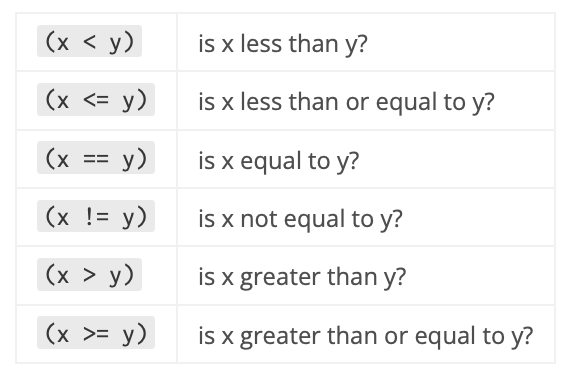 (x < y) is x less than y?
(x <= y) is x less than or equal to y?
(x == y) is x equal to y?
(x != y) is x not equal to y?
(x > y) is x greater than y?
(x >= y) is x greater than or equal to y?